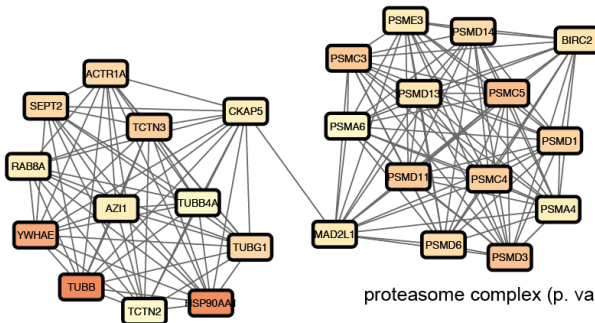 PSME3
PSMD14
BIRC2
PSMC3
ACTR1A
PSMD13
PSMC5
SEPT2
CKAP5
TCTN3
PSMA6
PSMD1
RAB8A
PSMD11
PSMC4
AZI1
TUBB4A
PSMA4
YWHAE
MAD2L1
TUBG1
PSMD6
PSMD3
TUBB
HSP90AA1
TCTN2
proteasome complex (p. va